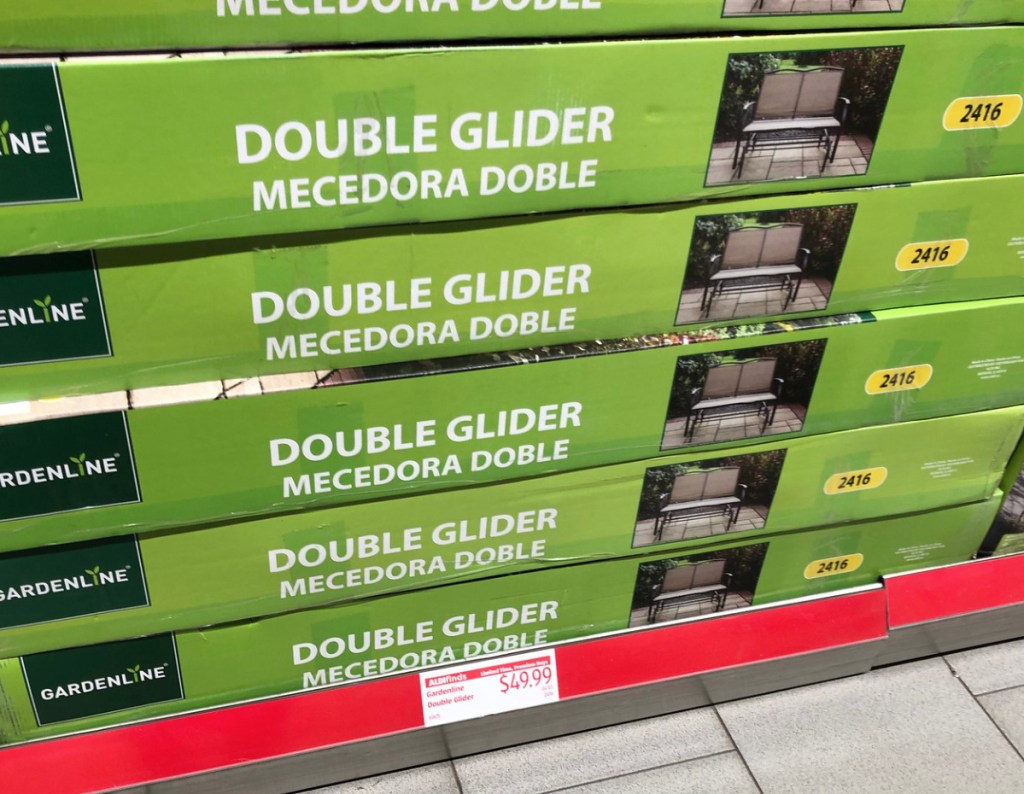 MECEDORA DOBLE
INE®
DOUBLE GLIDER
MECEDORA DOBLE
2416
ENLINE®
DOUBLE GLIDER
MECEDORA DOBLE
2416
RDENLINE®
DOUBLE GLIDER
MECEDORA DOBLE
2416
GARDENLINE®
DOUBLE GLIDER
MECEDORA DOBLE
2416
GARDENLINE®
DOUBLE GLIDER
MECEDORA DOBLE
2416
ALDI finds Limited Time, Premium Buys
Gardenline
Double Glider
$49.99
each